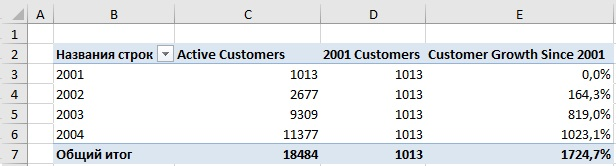 A B C D E
1
2 Названия строк Active Customers 2001 Customers Customer Growth Since 2001
3 2001 1013 1013 0,0%
4 2002 2677 1013 164,3%
5 2003 9309 1013 819,0%
6 2004 11377 1013 1023,1%
7 Общий итог 18484 1013 1724,7%